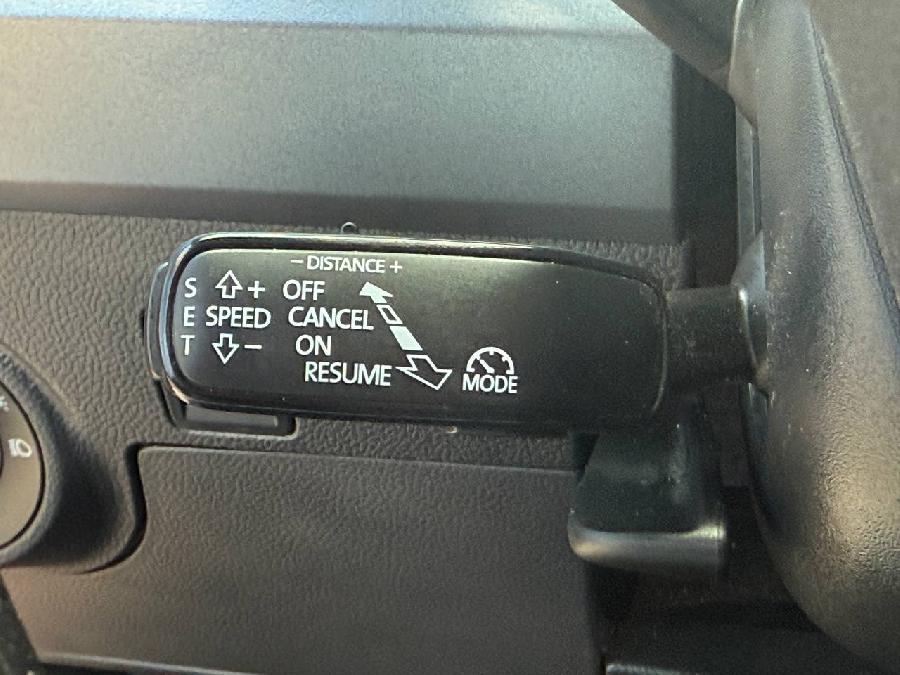 – DISTANCE +
S + OFF
E SPEED CANCEL
T – ON
RESUME
MODE